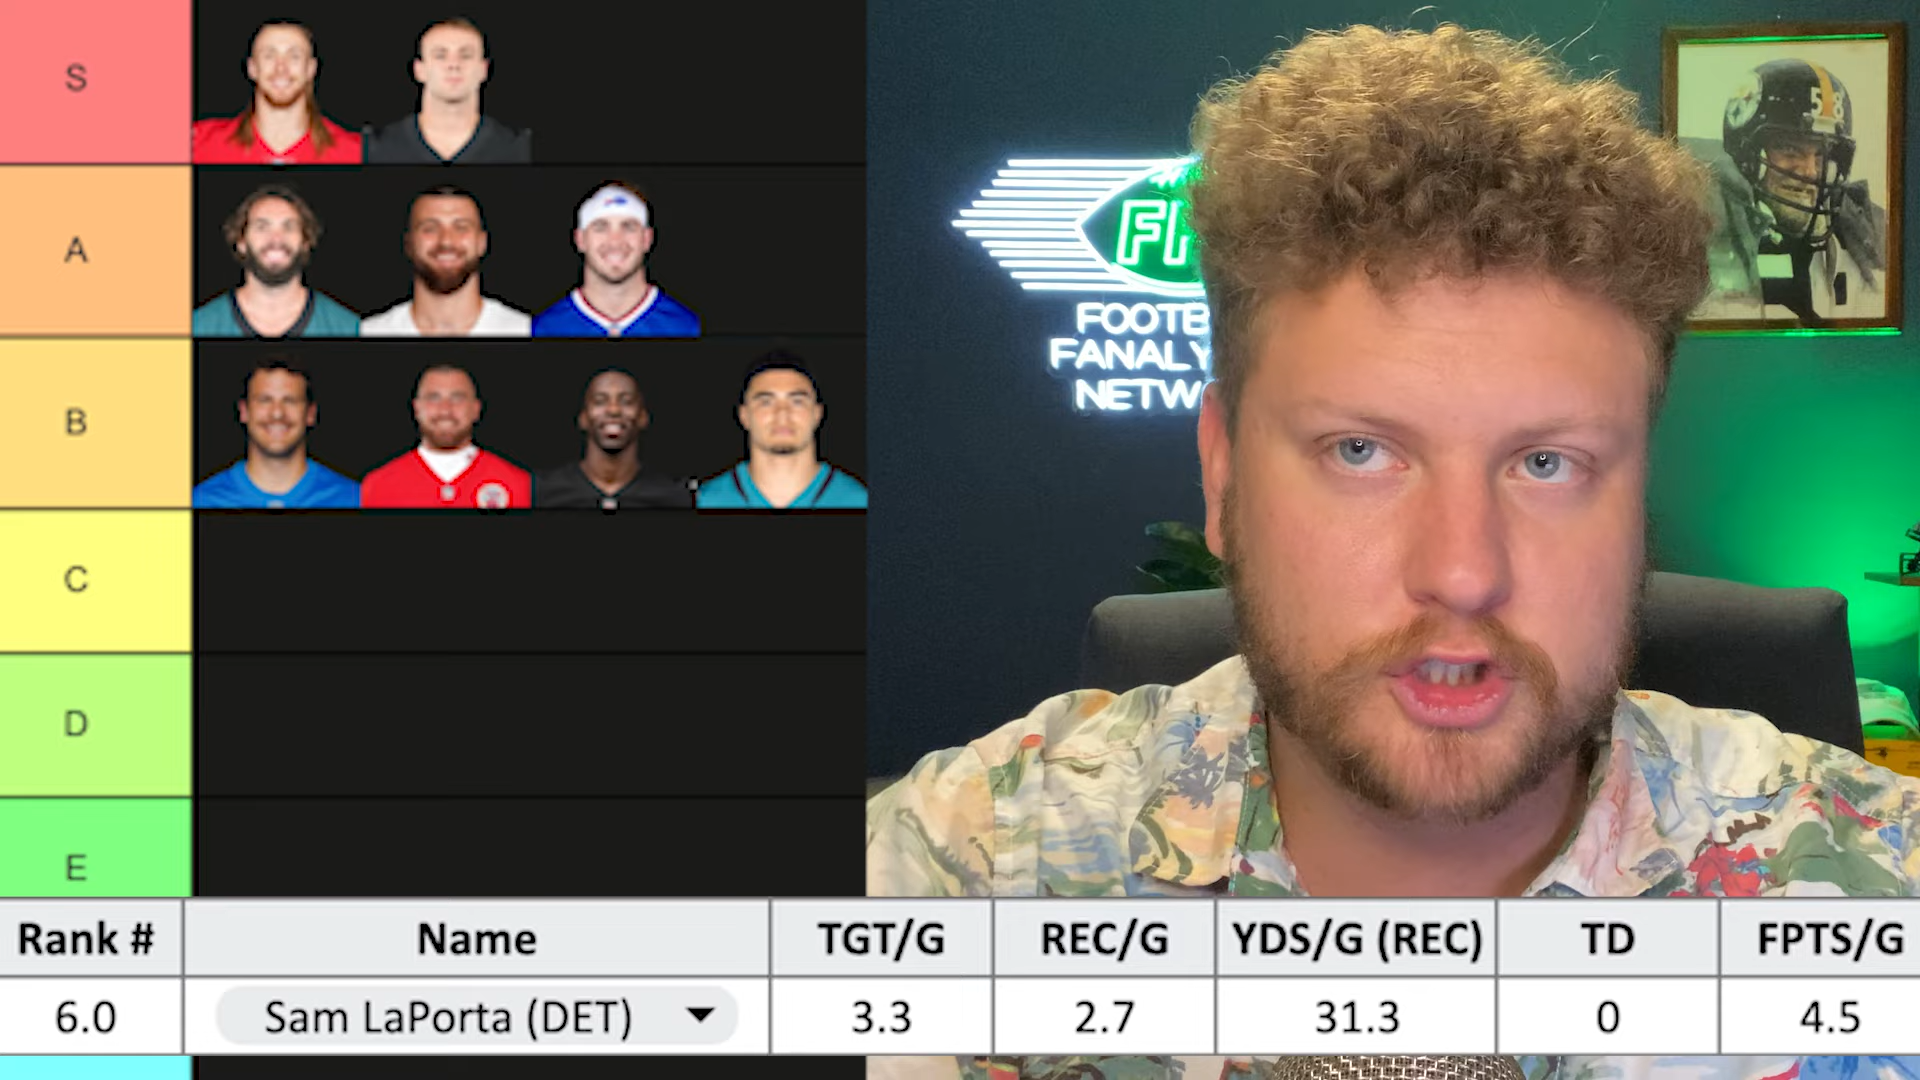 S
A
B
C
D
E
FOOTB
FANALY
NETW
58
Rank # Name TGT/G REC/G YDS/G (REC) TD FPTS/G
6.0 Sam LaPorta (DET) 3.3 2.7 31.3 0 4.5